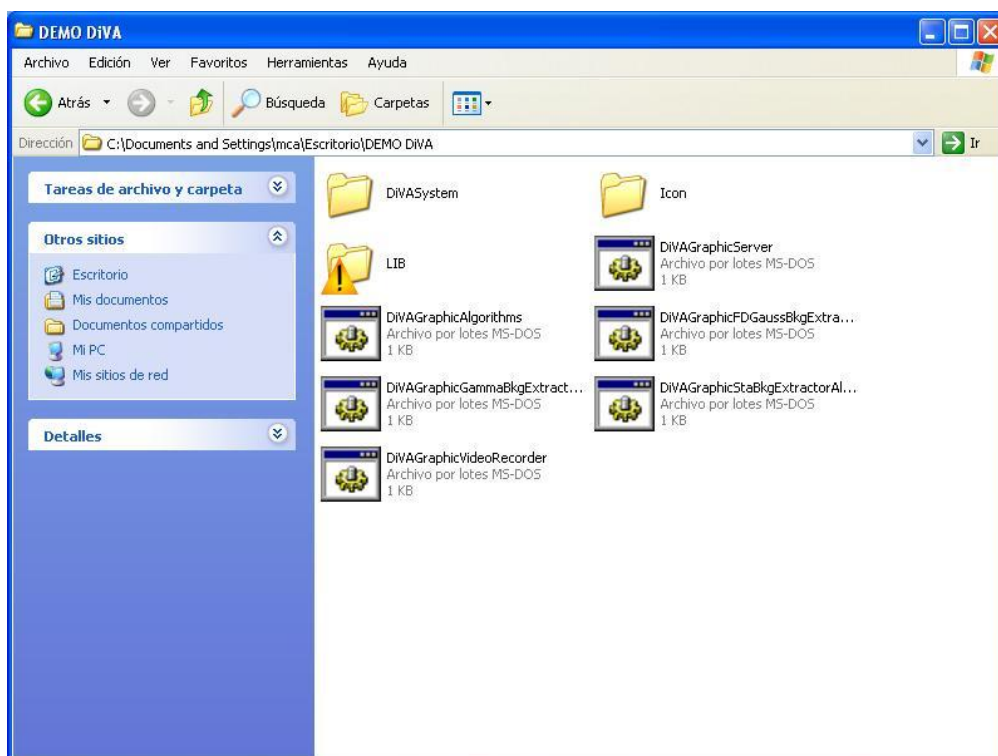 DEMO DiVA
Archivo Edición Ver Favoritos Herramientas Ayuda
Atrás Búsqueda Carpetas
Dirección C:\Documents and Settings\mca\Escritorio\DEMO DiVA Ir
Tareas de archivo y carpeta
Otros sitios
Escritorio
Mis documentos
Documentos compartidos
Mi PC
Mis sitios de red
Detalles
DiVASystem
Icon
LIB
DiVAGraphicServer
Archivo por lotes MS-DOS
1 KB
DiVAGraphicAlgorithms
Archivo por lotes MS-DOS
1 KB
DiVAGraphicFDGaussBkgExtra...
Archivo por lotes MS-DOS
1 KB
DiVAGraphicGammaBkgExtract...
Archivo por lotes MS-DOS
1 KB
DiVAGraphicStaBkgExtractorAl...
Archivo por lotes MS-DOS
1 KB
DiVAGraphicVideoRecorder
Archivo por lotes MS-DOS
1 KB